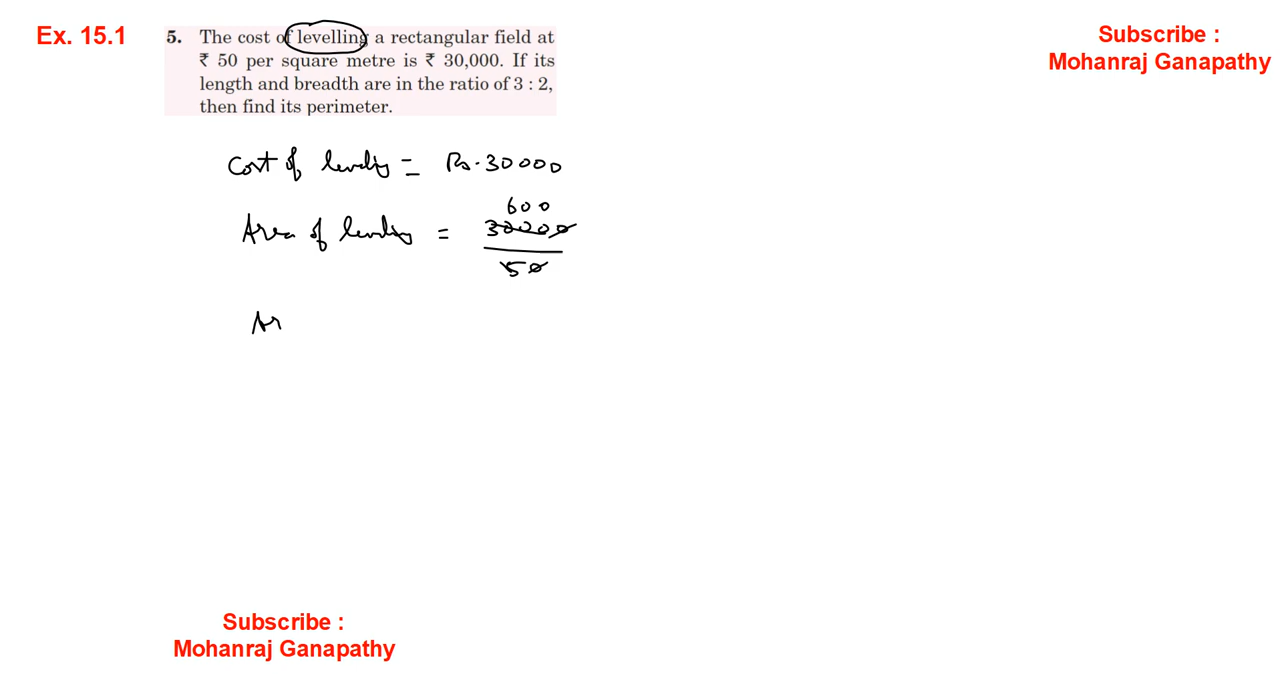 Ex. 15.1
5. The cost of levelling a rectangular field at
₹ 50 per square metre is ₹ 30,000. If its
length and breadth are in the ratio of 3 : 2,
then find its perimeter.
Subscribe :
Mohanraj Ganapathy
Cost of = Rs. 30000
600
Area of = 30000
50
Ar
Subscribe :
Mohanraj Ganapathy